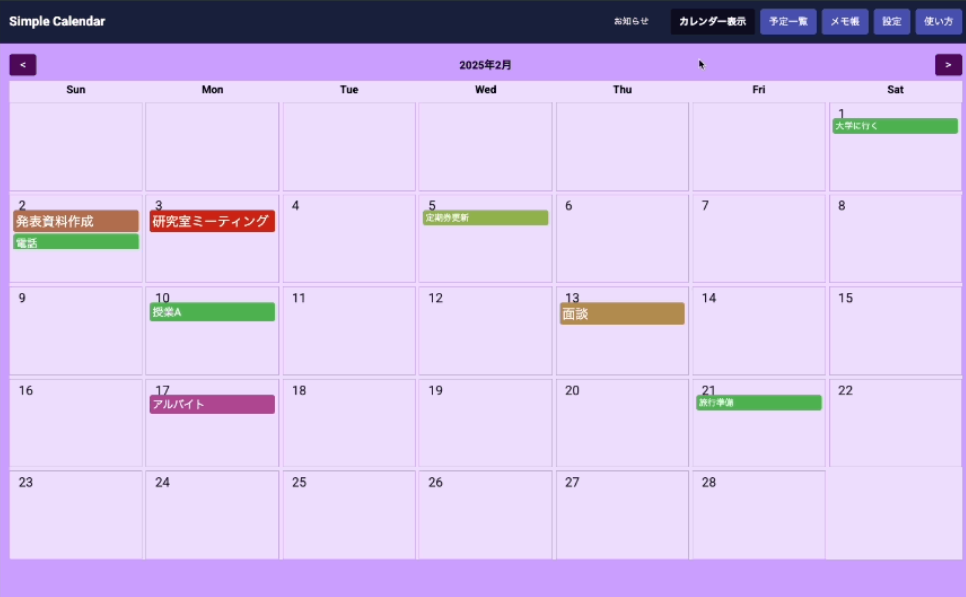 Simple Calendar
お知らせ
カレンダー表示
予定一覧
メモ帳
設定
使い方
<
2025年2月
>
Sun Mon Tue Wed Thu Fri Sat
1
大学に行く
2 3 4 5 6 7 8
発表資料作成
電話
研究室ミーティング
定期券更新
9 10 11 12 13 14 15
授業A
面談
16 17 18 19 20 21 22
アルバイト
旅行準備
23 24 25 26 27 28